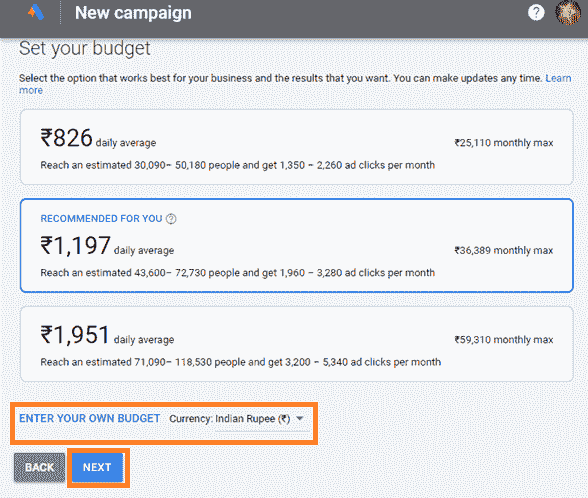 New campaign
Set your budget
Select the option that works best for your business and the results that you want. You can make updates any time. Learn
more
₹826 daily average ₹25,110 monthly max
Reach an estimated 30,090– 50,180 people and get 1,350 – 2,260 ad clicks per month
RECOMMENDED FOR YOU
₹1,197 daily average ₹36,389 monthly max
Reach an estimated 43,600– 72,730 people and get 1,960 – 3,280 ad clicks per month
₹1,951 daily average ₹59,310 monthly max
Reach an estimated 71,090– 118,530 people and get 3,200 – 5,340 ad clicks per month
ENTER YOUR OWN BUDGET Currency: Indian Rupee (₹)
BACK NEXT